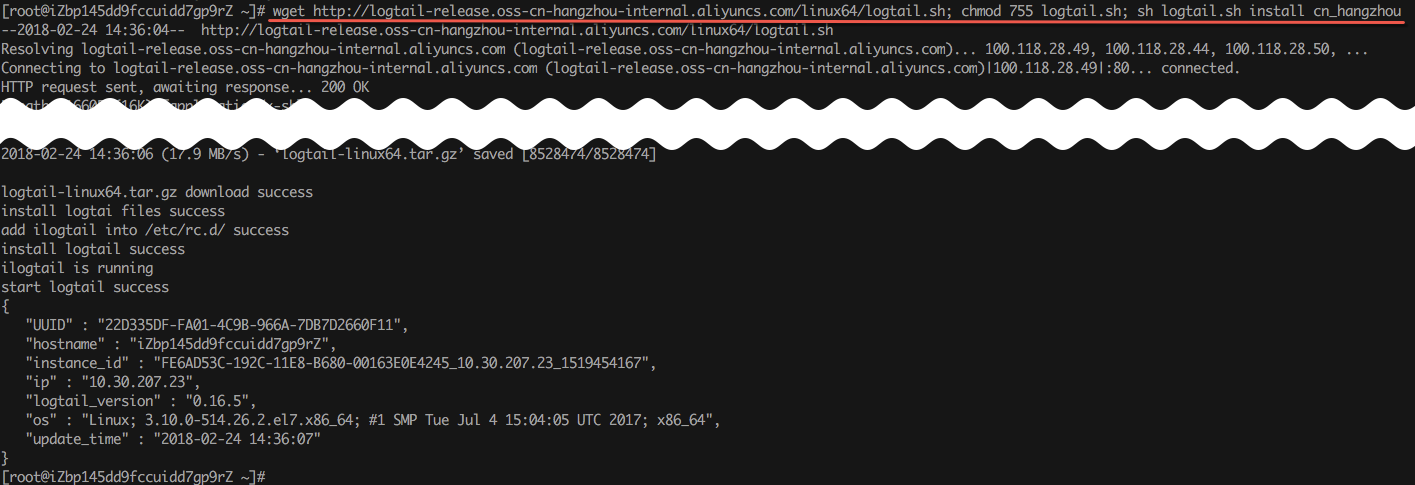 [root@iZbp145dd9fccuidd7gp9rZ ~]# wget http://logtail-release.oss-cn-hangzhou-internal.aliyuncs.com/linux64/logtail.sh; chmod 755 logtail.sh; sh logtail.sh install cn_hangzhou
--2018-02-24 14:36:04--  http://logtail-release.oss-cn-hangzhou-internal.aliyuncs.com/linux64/logtail.sh
Resolving logtail-release.oss-cn-hangzhou-internal.aliyuncs.com (logtail-release.oss-cn-hangzhou-internal.aliyuncs.com)... 100.118.28.49, 100.118.28.44, 100.118.28.50, ...
Connecting to logtail-release.oss-cn-hangzhou-internal.aliyuncs.com (logtail-release.oss-cn-hangzhou-internal.aliyuncs.com)|100.118.28.49|:80... connected.
HTTP request sent, awaiting response... 200 OK
2018-02-24 14:36:06 (17.9 MB/s) - ‘logtail-linux64.tar.gz’ saved [8528474/8528474]
logtail-linux64.tar.gz download success
install logtai files success
add ilogtail into /etc/rc.d/ success
install logtail success
ilogtail is running
start logtail success
{
   "UUID" : "22D335DF-FA01-4C9B-966A-7DB7D2660F11",
   "hostname" : "iZbp145dd9fccuidd7gp9rZ",
   "instance_id" : "FE6AD53C-192C-11E8-B680-00163E0E4245_10.30.207.23_1519454167",
   "ip" : "10.30.207.23",
   "logtail_version" : "0.16.5",
   "os" : "Linux; 3.10.0-514.26.2.el7.x86_64; #1 SMP Tue Jul 4 15:04:05 UTC 2017; x86_64",
   "update_time" : "2018-02-24 14:36:07"
}
[root@iZbp145dd9fccuidd7gp9rZ ~]#